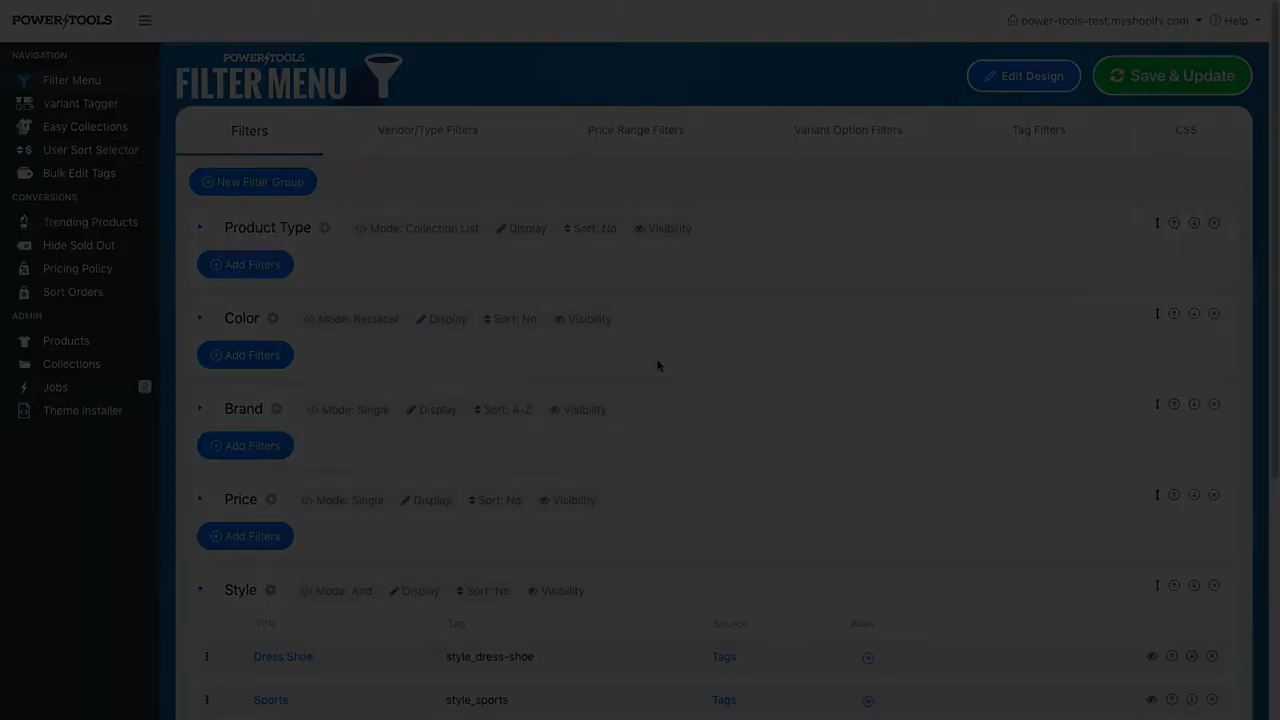 POWER TOOLS
power-tools-test.myshopify.com
Help
NAVIGATION
Filter Menu
Variant Tagger
Easy Collections
User Sort Selector
Bulk Edit Tags
CONVERSIONS
Trending Products
Hide Sold Out
Pricing Policy
Sort Orders
ADMIN
Products
Collections
Jobs
Theme Installer
POWER TOOLS
FILTER MENU
Edit Design
Save & Update
Filters
Vendor/Type Filters
Price Range Filters
Variant Option Filters
Tag Filters
CSS
New Filter Group
Product Type
Mode: Collection List
Display
Sort: No
Visibility
Add Filters
Color
Mode: Replacer
Display
Sort: No
Visibility
Add Filters
Brand
Mode: Single
Display
Sort: A-Z
Visibility
Add Filters
Price
Mode: Single
Display
Sort: No
Visibility
Add Filters
Style
Mode: And
Display
Sort: No
Visibility
Title
Tag
Source
Alias
Dress Shoe
style_dress-shoe
Tags
Sports
style_sports
Tags